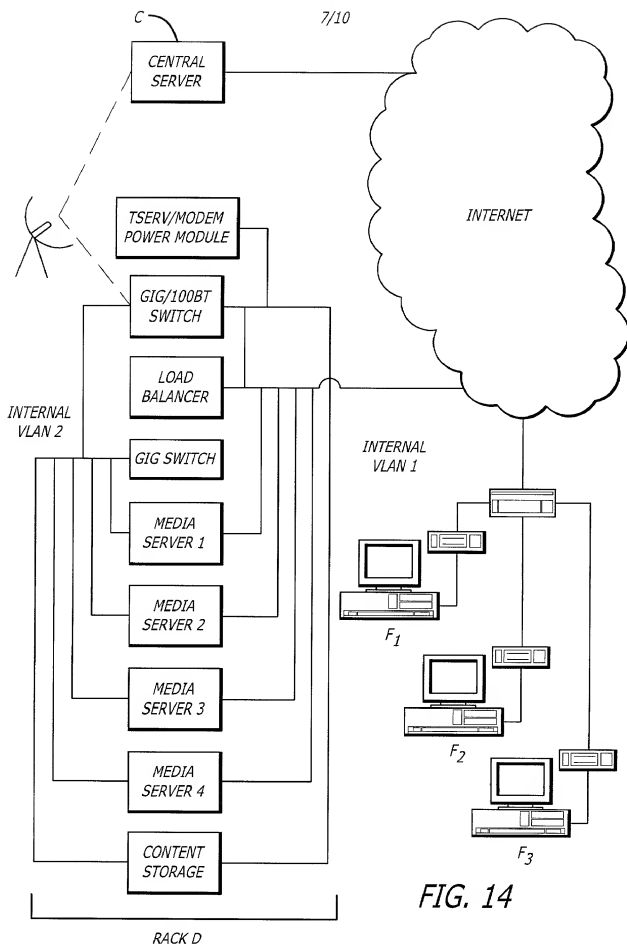 C
7/10
CENTRAL
SERVER
INTERNET
TSERV/MODEM
POWER MODULE
GIG/100BT
SWITCH
LOAD
BALANCER
INTERNAL
VLAN 2
INTERNAL
VLAN 1
GIG SWITCH
MEDIA
SERVER 1
MEDIA
SERVER 2
MEDIA
SERVER 3
MEDIA
SERVER 4
CONTENT
STORAGE
F1
F2
F3
RACK D
FIG. 14